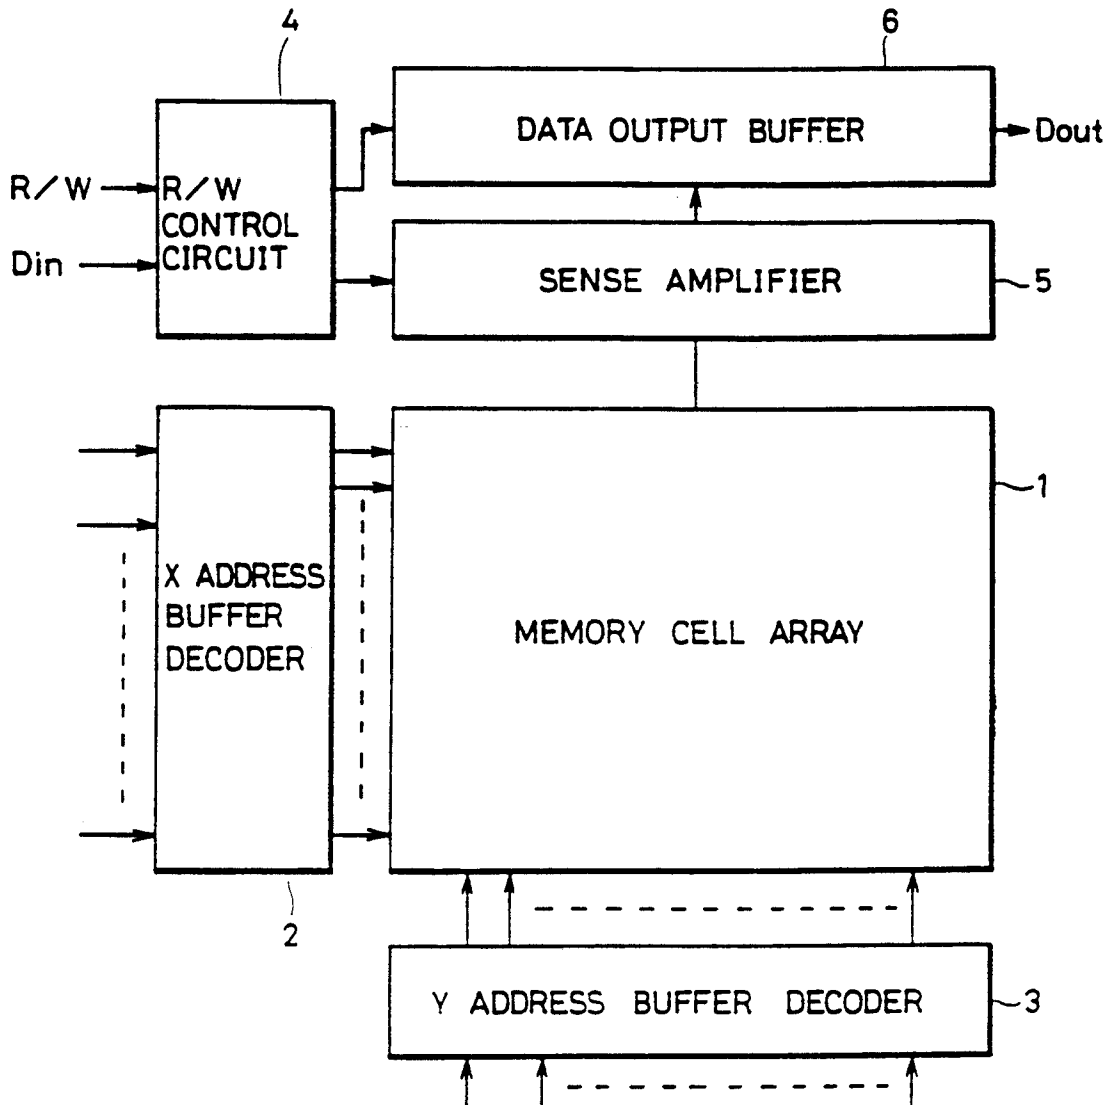 4
6
DATA OUTPUT BUFFER
Dout
R/W
R/W
CONTROL
CIRCUIT
Din
SENSE AMPLIFIER
5
1
X ADDRESS
BUFFER
DECODER
MEMORY CELL ARRAY
2
Y ADDRESS BUFFER DECODER
3